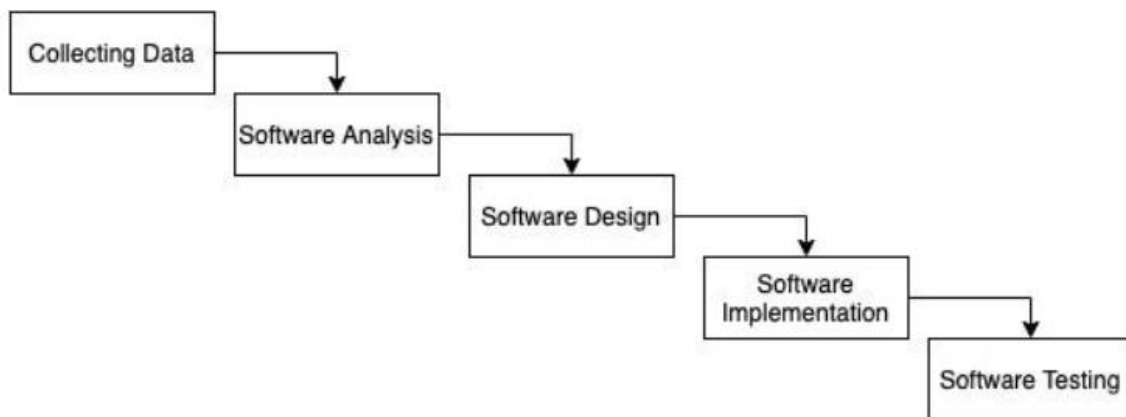 Collecting Data
Software Analysis
Software Design
Software
Implementation
Software Testing